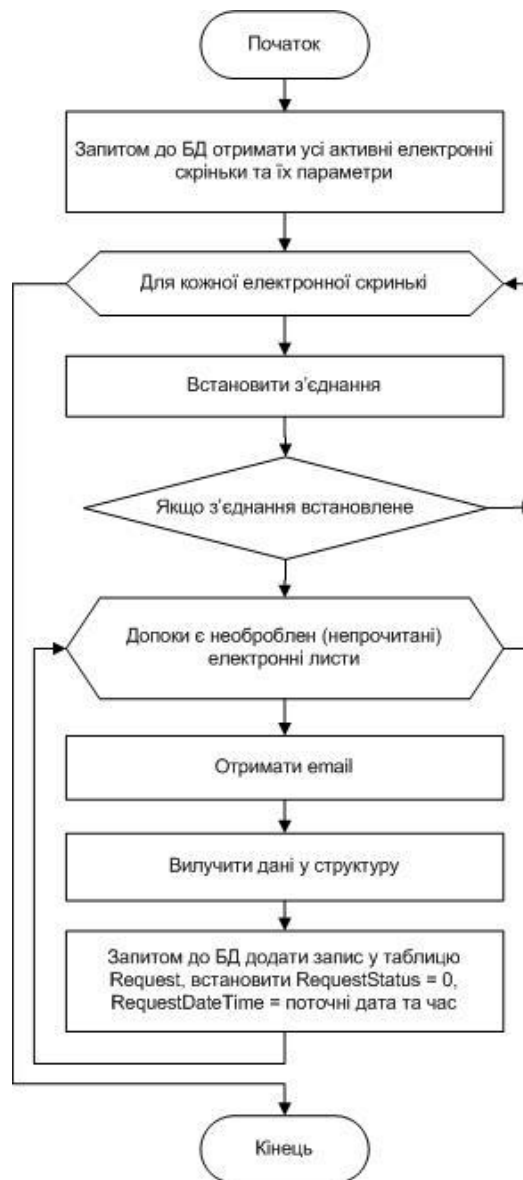 Початок
Запитом до БД отримати усі активні електронні
скріньки та їх параметри
Для кожної електронної скринькі
Встановити з'єднання
Якщо з'єднання встановлене
Допоки є необроблен (непрочитані)
електронні листи
Отримати email
Вилучити дані у структуру
Запитом до БД додати запис у таблицю
Request, встановити RequestStatus = 0,
RequestDateTime = поточні дата та час
Кінець